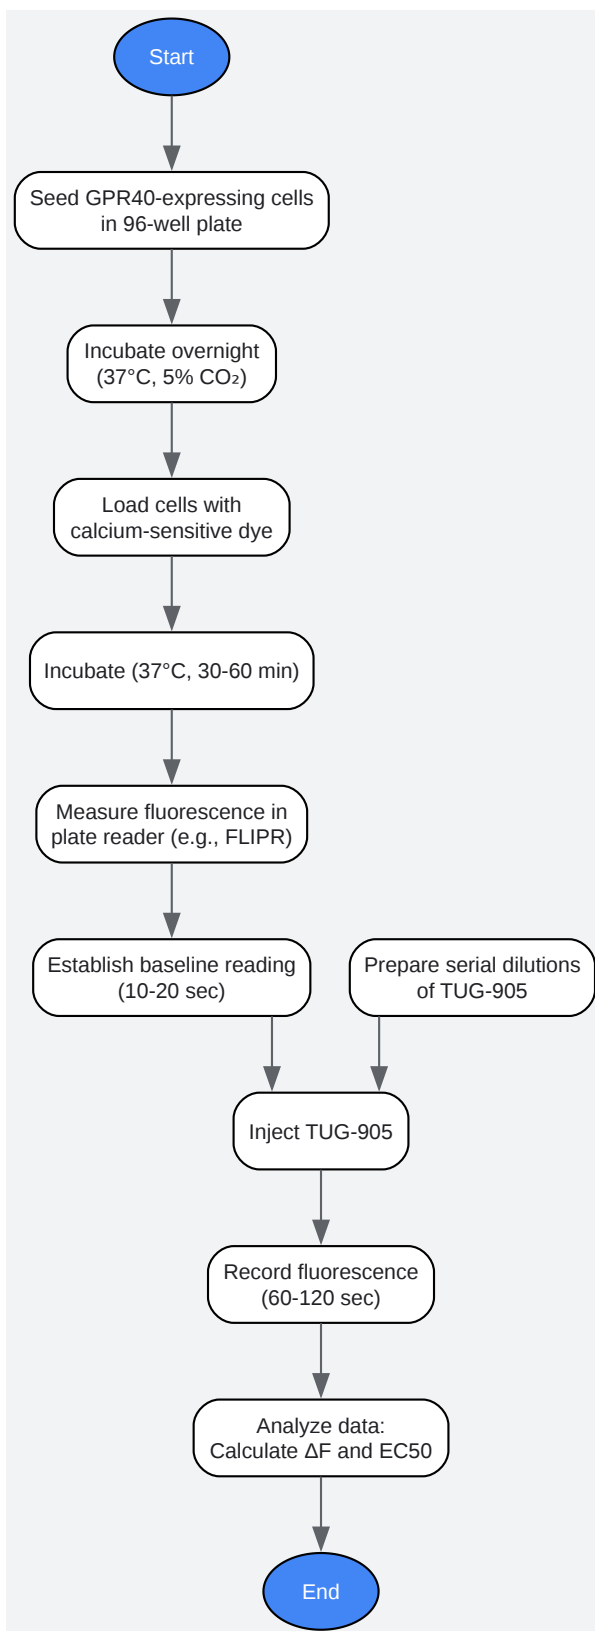 Start
Seed GPR40-expressing cells
in 96-well plate
Incubate overnight
(37°C, 5% CO₂)
Load cells with
calcium-sensitive dye
Incubate (37°C, 30-60 min)
Measure fluorescence in
plate reader (e.g., FLIPR)
Establish baseline reading
(10-20 sec)
Prepare serial dilutions
of TUG-905
Inject TUG-905
Record fluorescence
(60-120 sec)
Analyze data:
Calculate ΔF and EC50
End